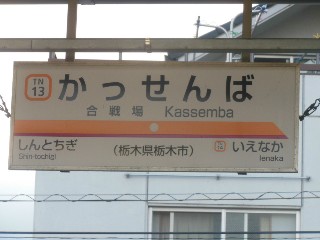 TN
13
かっせんば
合戦場 Kassemba
しんとちぎ
Shin-tochigi
(栃木県栃木市)
TN
14
いえなか
Ienaka